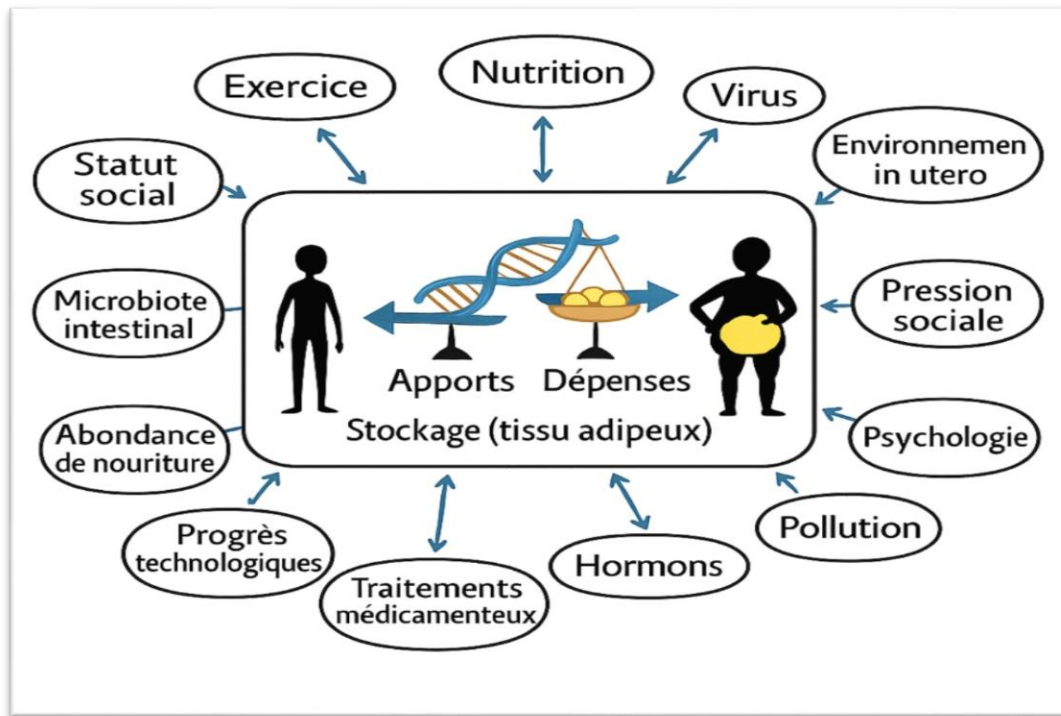 Exercice
Nutrition
Virus
Statut
social
Environnemen
in utero
Microbiote
intestinal
Pression
sociale
Apports
Dépenses
Stockage (tissu adipeux)
Abondance
de nouriture
Psychologie
Progrès
technologiques
Traitements
médicamenteux
Hormons
Pollution